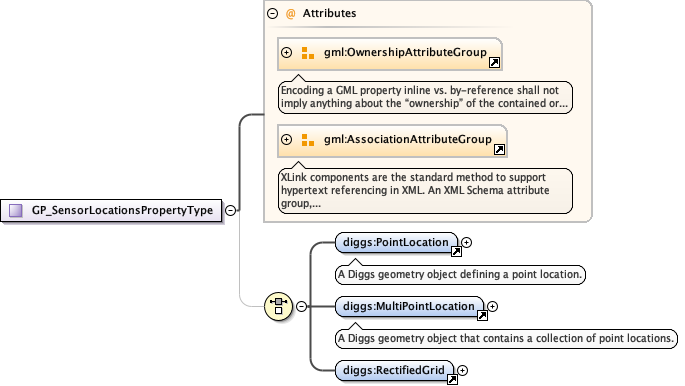 @ Attributes
gml:OwnershipAttributeGroup
Encoding a GML property inline vs. by-reference shall not
imply anything about the “ownership” of the contained or...
gml:AssociationAttributeGroup
XLink components are the standard method to support
hypertext referencing in XML. An XML Schema attribute
group,...
GP_SensorLocationsPropertyType
diggs:PointLocation
A Diggs geometry object defining a point location.
diggs:MultiPointLocation
A Diggs geometry object that contains a collection of point locations.
diggs:RectifiedGrid